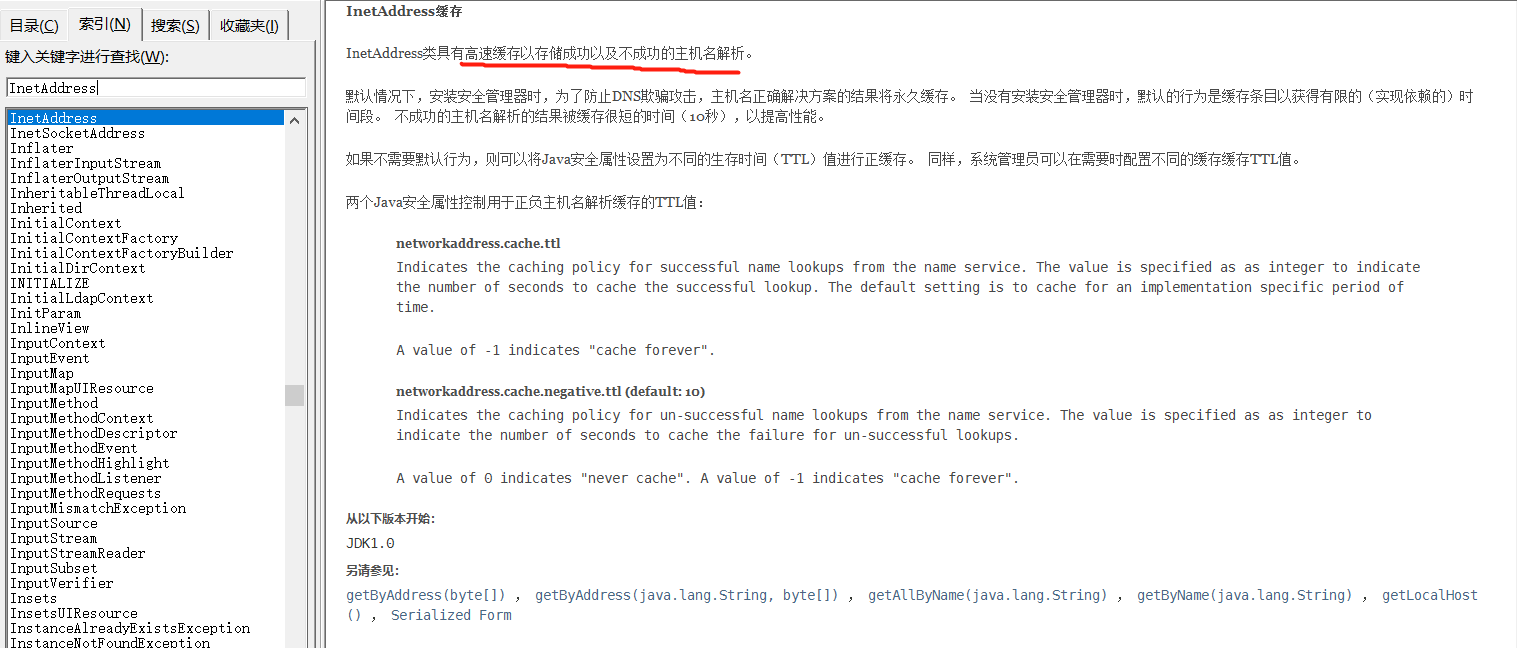 目录(C) 索引(N) 搜索(S) 收藏夹(I)
键入关键字进行查找(W):
InetAddress
InetAddress
InetSocketAddress
Inflater
InflaterInputStream
InflaterOutputStream
InheritableThreadLocal
Inherited
InitialContext
InitialContextFactory
InitialContextFactoryBuilder
InitialDirContext
INITIALIZE
InitialLdapContext
InitParam
InlineView
InputContext
InputEvent
InputMap
InputMapUIResource
InputMethod
InputMethodContext
InputMethodDescriptor
InputMethodEvent
InputMethodHighlight
InputMethodListener
InputMethodRequests
InputMismatchException
InputSource
InputStream
InputStreamReader
InputSubset
InputVerifier
Insets
InsetsUIResource
InstanceAlreadyExistsException
InstanceNotFoundException
InetAddress缓存
InetAddress类具有高速缓存以存储成功以及不成功的主机名解析。
默认情况下，安装安全管理器时，为了防止DNS欺骗攻击，主机名正确解决方案的结果将永久缓存。 当没有安装安全管理器时，默认的行为是缓存条目以获得有限的（实现依赖的）时
间段。 不成功的主机名解析的结果被缓存很短的时间（10秒），以提高性能。
如果不需要默认行为，则可以将Java安全属性设置为不同的生存时间（TTL）值进行正缓存。 同样，系统管理员可以在需要时配置不同的缓存缓存TTL值。
两个Java安全属性控制用于正负主机名解析缓存的TTL值：
networkaddress.cache.ttl
Indicates the caching policy for successful name lookups from the name service. The value is specified as as integer to indicate
the number of seconds to cache the successful lookup. The default setting is to cache for an implementation specific period of
time.
A value of -1 indicates "cache forever".
networkaddress.cache.negative.ttl (default: 10)
Indicates the caching policy for un-successful name lookups from the name service. The value is specified as as integer to
indicate the number of seconds to cache the failure for un-successful lookups.
A value of 0 indicates "never cache". A value of -1 indicates "cache forever".
从以下版本开始：
JDK1.0
另请参见：
getByAddress(byte[]) ， getByAddress(java.lang.String, byte[]) ， getAllByName(java.lang.String) ， getByName(java.lang.String) ， getLocalHost
() ， Serialized Form